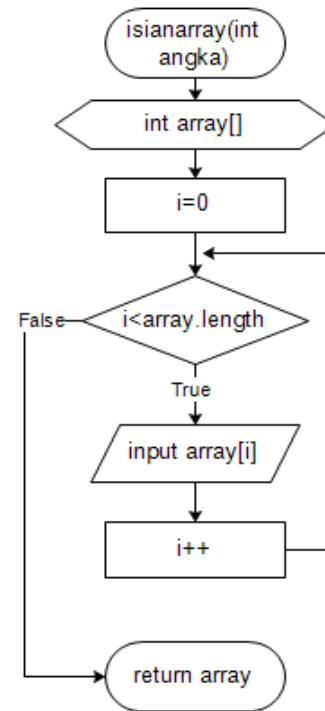 isianarray(int
angka)
int array[]
i=0
i<array.length
False
True
input array[i]
i++
return array